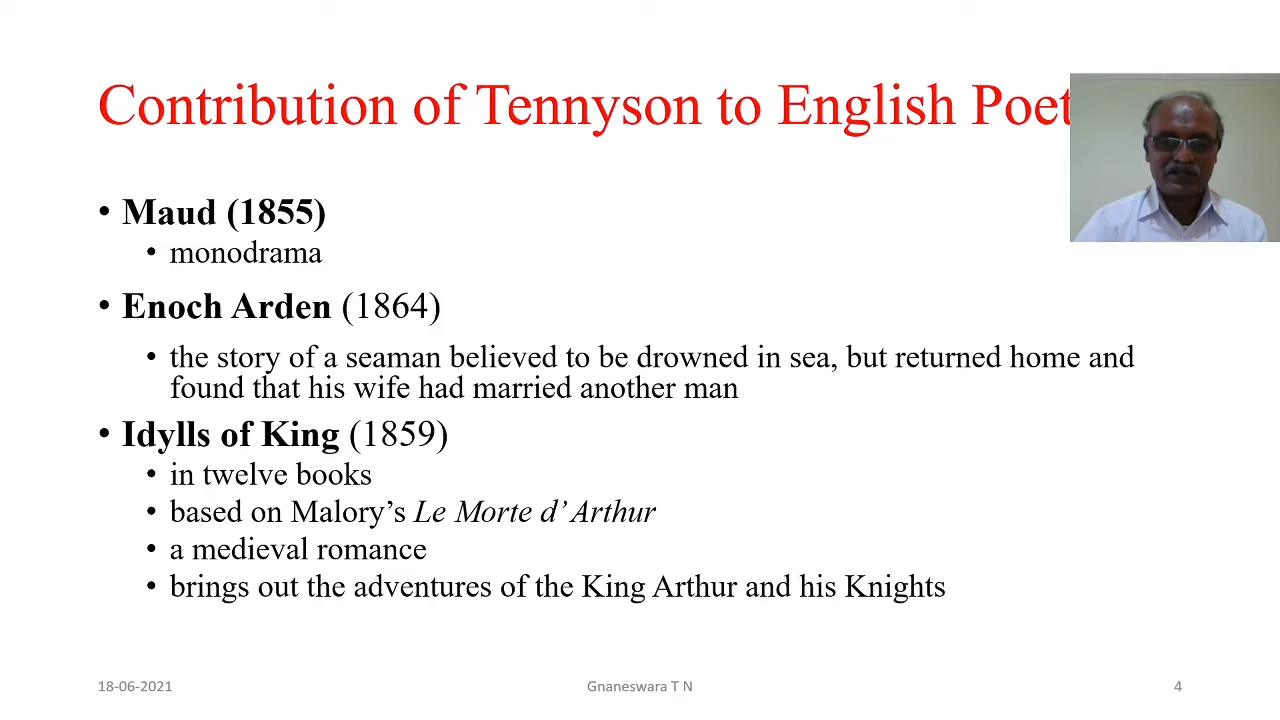 Contribution of Tennyson to English Poet
• Maud (1855)
• monodrama
• Enoch Arden (1864)
• the story of a seaman believed to be drowned in sea, but returned home and
found that his wife had married another man
• Idylls of King (1859)
• in twelve books
• based on Malory’s Le Morte d’ Arthur
• a medieval romance
• brings out the adventures of the King Arthur and his Knights
18-06-2021
Gnaneswara T N
4